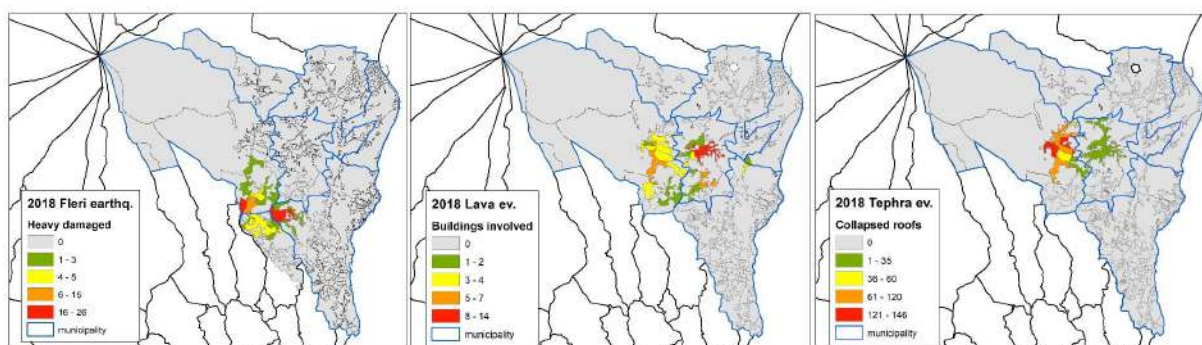 2018 Fleri earthq.
Heavy damaged
0
1 - 3
4 - 5
6 - 15
16 - 26
municipality
2018 Lava ev.
Buildings involved
0
1 - 2
3 - 4
5 - 7
8 - 14
municipality
2018 Tephra ev.
Collapsed roofs
0
1 - 35
36 - 60
61 - 120
121 - 146
municipality